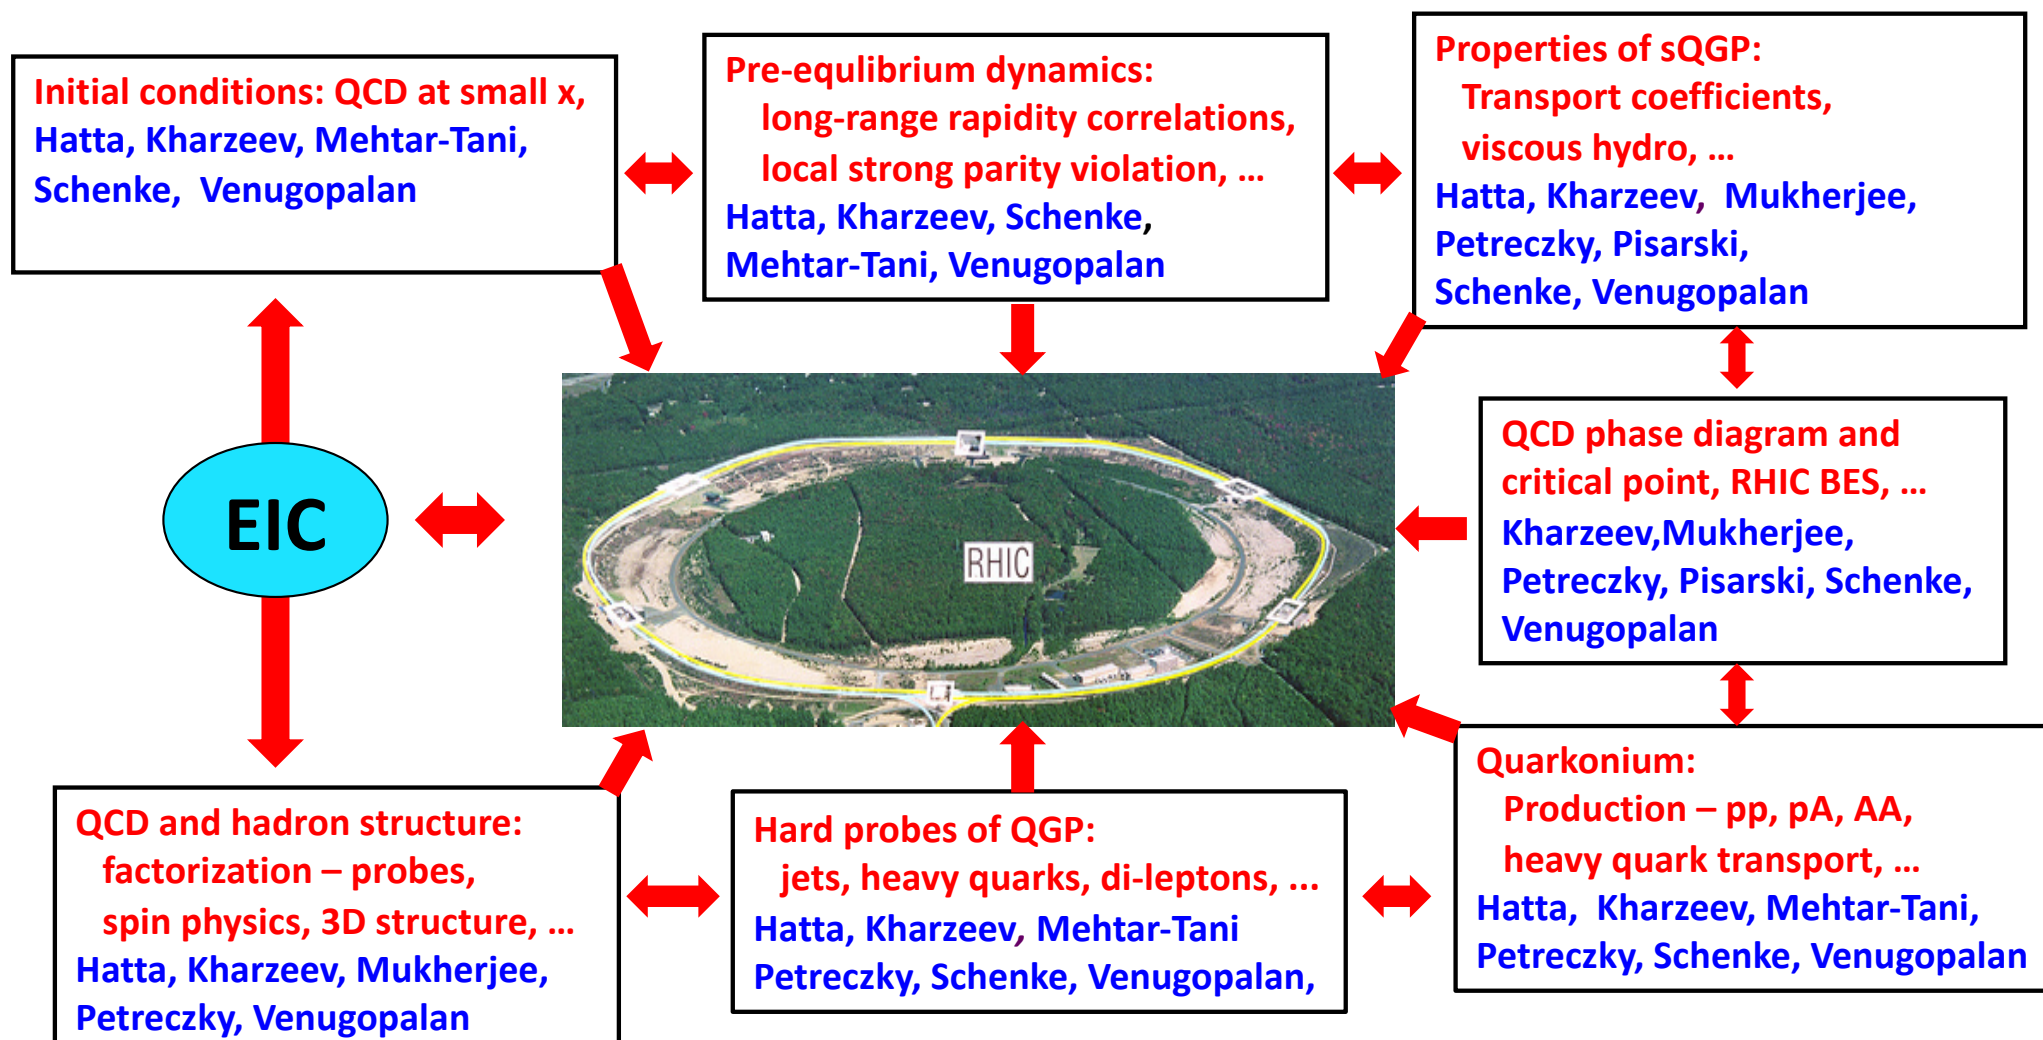 Initial conditions: QCD at small x,
Hatta, Kharzeev, Mehtar-Tani,
Schenke, Venugopalan
Pre-equlibrium dynamics:
long-range rapidity correlations,
local strong parity violation, ...
Hatta, Kharzeev, Schenke,
Mehtar-Tani, Venugopalan
Properties of sQGP:
Transport coefficients,
viscous hydro, ...
Hatta, Kharzeev, Mukherjee,
Petreczky, Pisarski,
Schenke, Venugopalan
EIC
RHIC
QCD phase diagram and
critical point, RHIC BES, ...
Kharzeev,Mukherjee,
Petreczky, Pisarski, Schenke,
Venugopalan
QCD and hadron structure:
factorization – probes,
spin physics, 3D structure, ...
Hatta, Kharzeev, Mukherjee,
Petreczky, Venugopalan
Hard probes of QGP:
jets, heavy quarks, di-leptons, ...
Hatta, Kharzeev, Mehtar-Tani
Petreczky, Schenke, Venugopalan,
Quarkonium:
Production – pp, pA, AA,
heavy quark transport, ...
Hatta, Kharzeev, Mehtar-Tani,
Petreczky, Schenke, Venugopalan